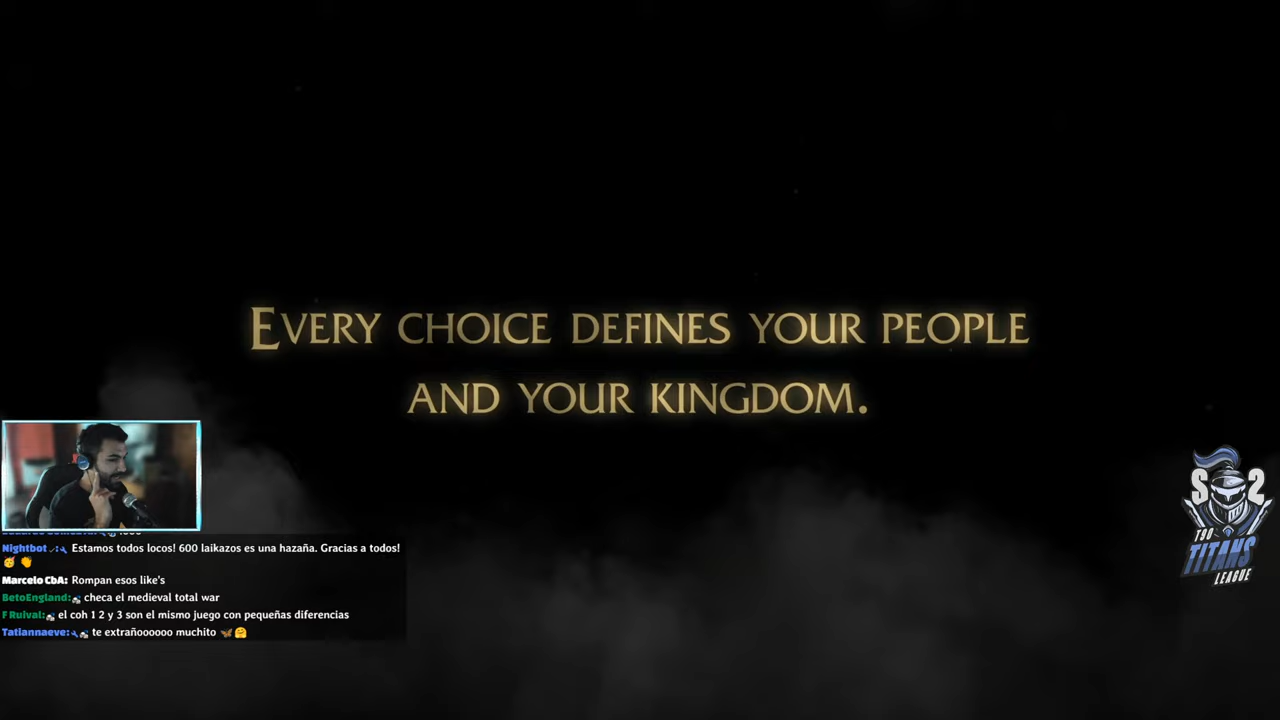 EVERY CHOICE DEFINES YOUR PEOPLE
AND YOUR KINGDOM.
Nightbot: Estamos todos locos! 600 laikazos es una hazaña. Gracias a todos!
Marcelo CbA: Rompan esos like's
BetoEngland: checa el medieval total war
F Ruival: el coh 1 2 y 3 son el mismo juego con pequeñas diferencias
Tatiannaeve: te extrañoooooo muchito
S 2
T90
TITANS
LEAGUE